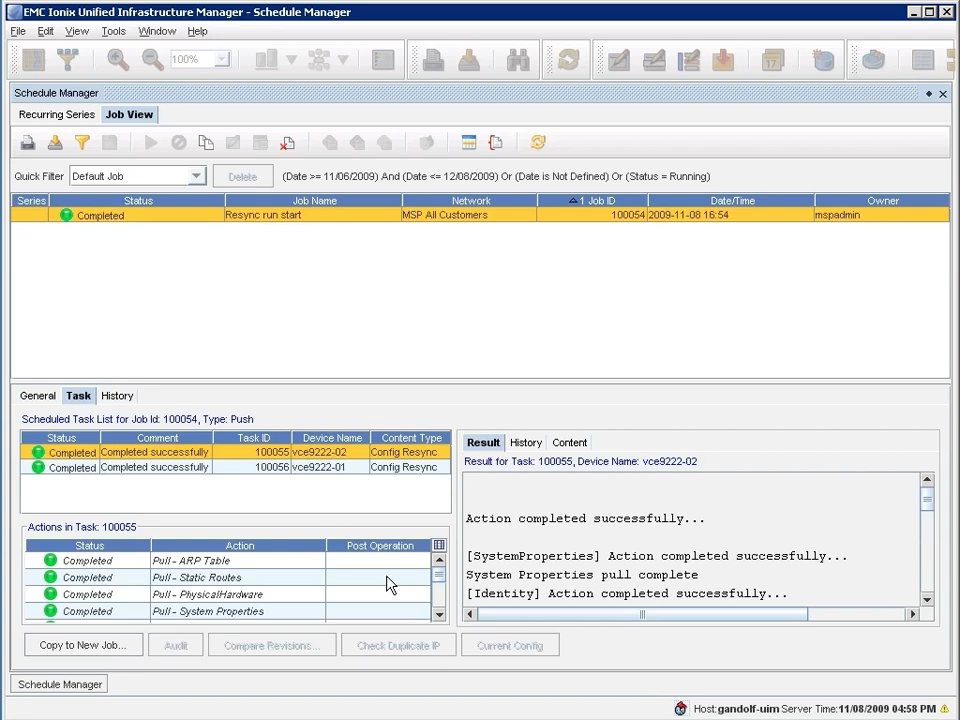 EMC Ionix Unified Infrastructure Manager - Schedule Manager
File Edit View Tools Window Help
100%
17
Schedule Manager
Recurring Series Job View
Quick Filter Default Job Delete (Date >= 11/06/2009) And (Date <= 12/08/2009) Or (Date is Not Defined) Or (Status = Running)
Series Status Job Name Network 1 Job ID Date/Time Owner
Completed Resync run start MSP All Customers 100054 2009-11-08 16:54 mspadmin
General Task History
Scheduled Task List for Job Id: 100054, Type: Push
Status Comment Task ID Device Name Content Type
Completed Completed successfully 100055 vce9222-02 Config Resync
Completed Completed successfully 100056 vce9222-01 Config Resync
Actions in Task: 100055
Status Action Post Operation
Completed Pull - ARP Table
Completed Pull - Static Routes
Completed Pull - PhysicalHardware
Completed Pull - System Properties
Result History Content
Result for Task: 100055, Device Name: vce9222-02
Action completed successfully...
[SystemProperties] Action completed successfully...
System Properties pull complete
[Identity] Action completed successfully...
Copy to New Job... Audit Compare Revisions... Check Duplicate IP Current Config
Schedule Manager
Host:gandolf-uim Server Time:11/08/2009 04:58 PM